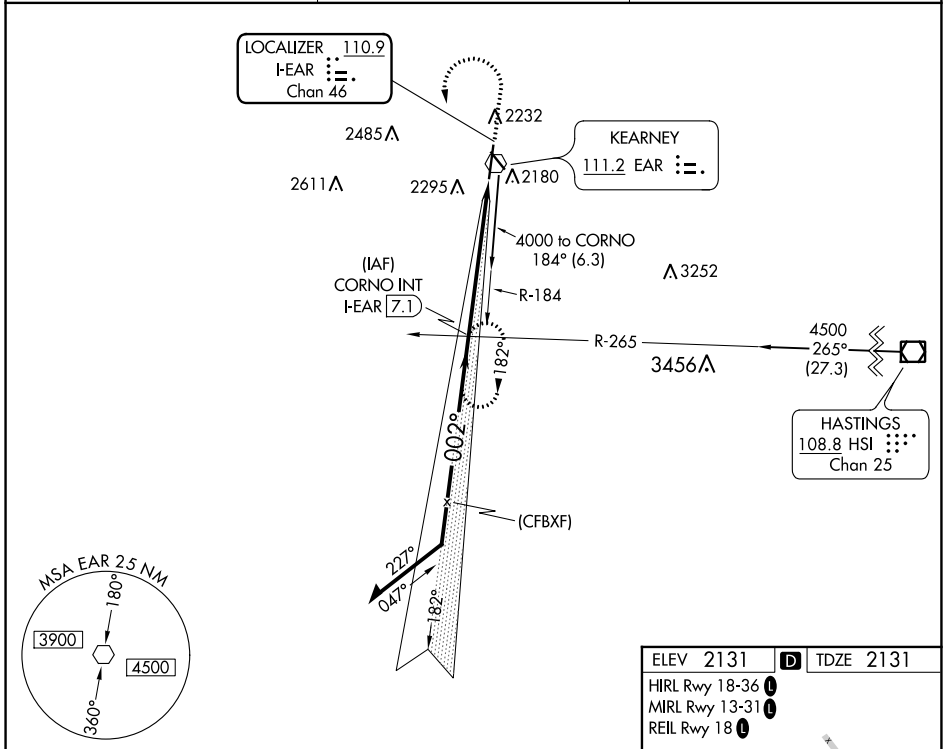 LOCALIZER 110.9
I-EAR
Chan 46
2232
2485
KEARNEY
111.2 EAR
2611
2295
2180
4000 to CORNO
184° (6.3)
(IAF)
CORNO INT
I-EAR 7.1
3252
R-184
R-265
4500
265°
(27.3)
182°
3456
HASTINGS
108.8 HSI
Chan 25
002°
(CFBXF)
227°
047°
182°
MSA EAR 25 NM
180°
3900
4500
360°
ELEV 2131 D TDZE 2131
HIRL Rwy 18-36 L
MIRL Rwy 13-31 L
REIL Rwy 18 L